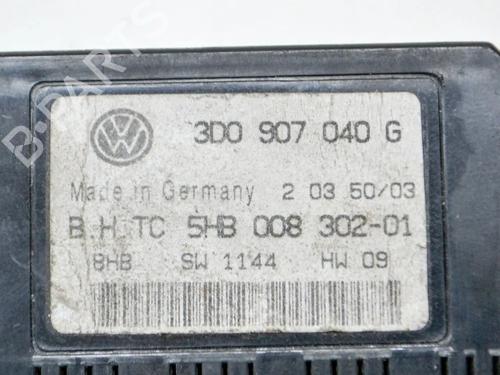 B-PARTS
3D0 907 040 G
Made in Germany 2 03 50/03
B H TC 5HB 008 302-01
8HB SW 1144 HW 09